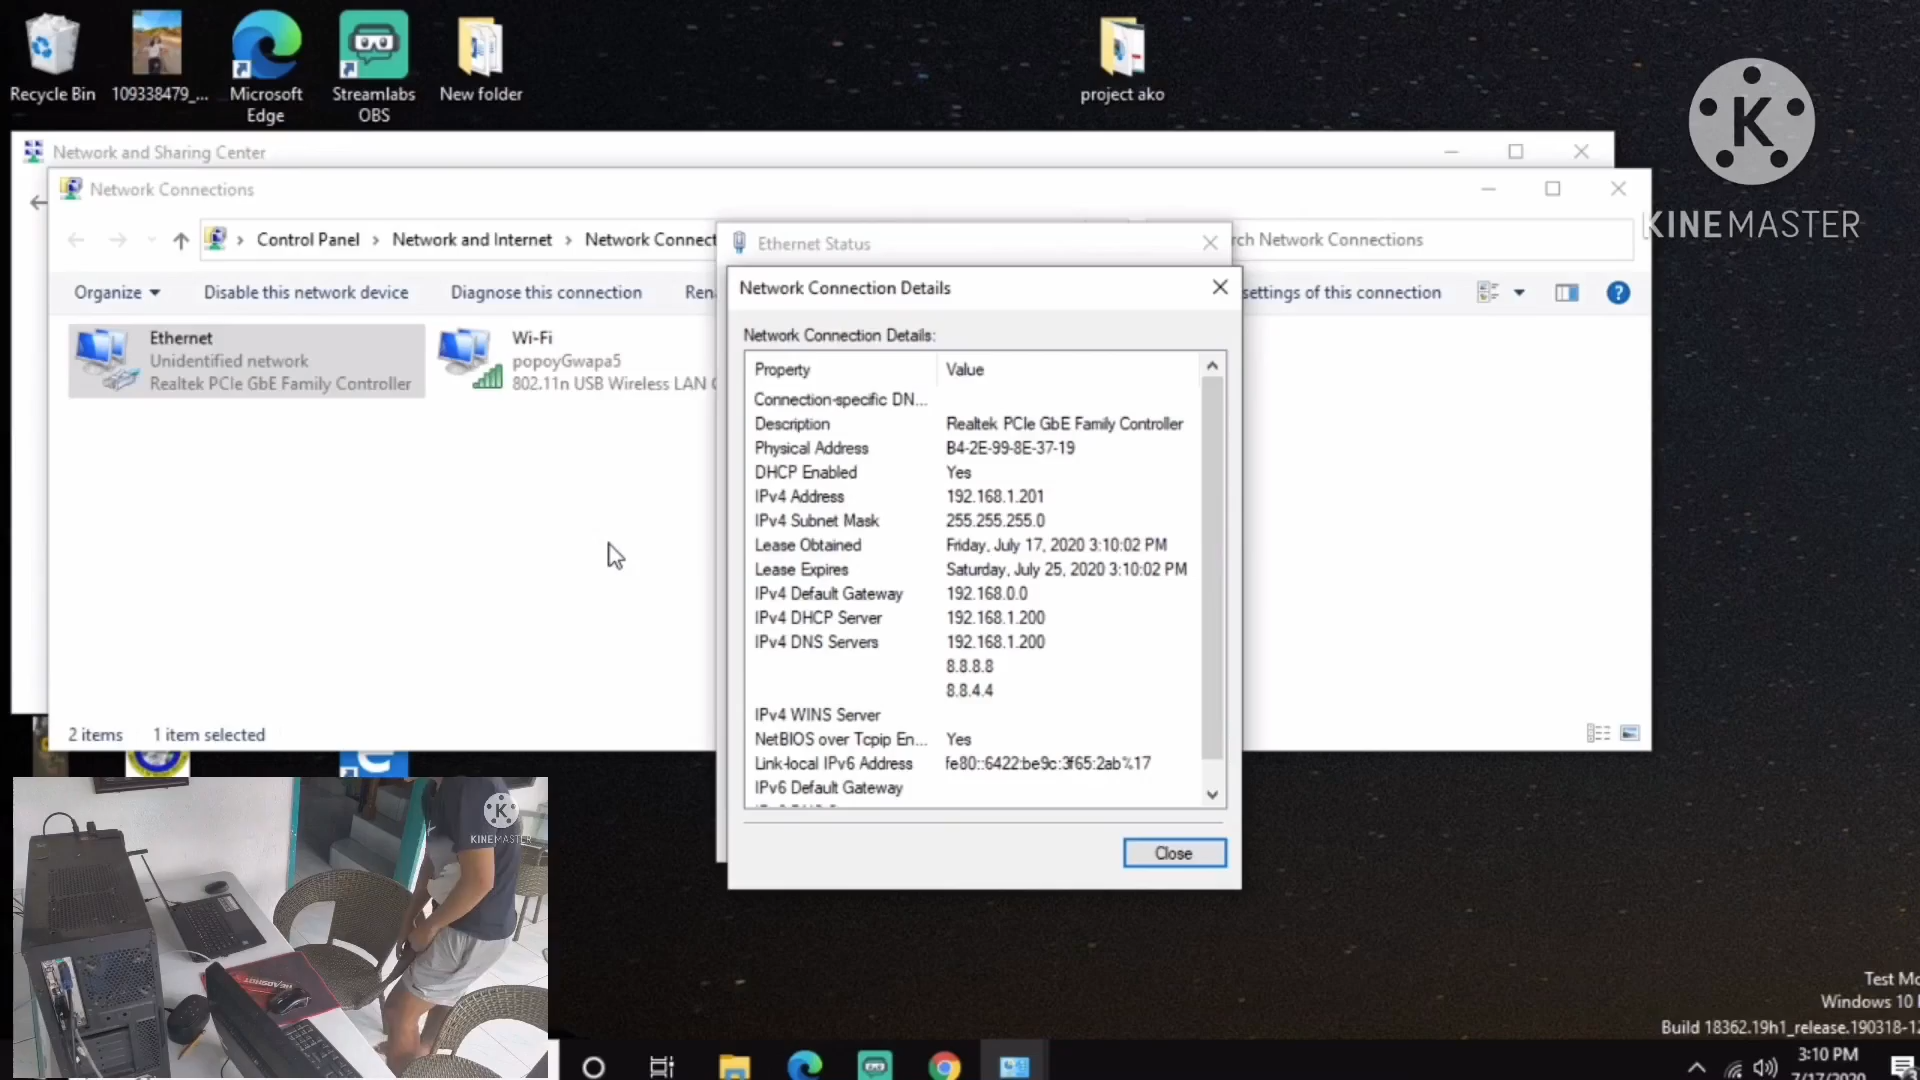 Recycle Bin
109338479_...
Microsoft Edge
Streamlabs OBS
New folder
project ako
K
KINEMASTER
Network and Sharing Center
Network Connections
Control Panel > Network and Internet > Network Connect
rch Network Connections
Organize
Disable this network device
Diagnose this connection
Ren
settings of this connection
Ethernet
Unidentified network
Realtek PCIe GbE Family Controller
Wi-Fi
popoyGwapa5
802.11n USB Wireless LAN
2 items
1 item selected
Ethernet Status
Network Connection Details
Network Connection Details:
Property Value
Connection-specific DN...
Description Realtek PCIe GbE Family Controller
Physical Address B4-2E-99-8E-37-19
DHCP Enabled Yes
IPv4 Address 192.168.1.201
IPv4 Subnet Mask 255.255.255.0
Lease Obtained Friday, July 17, 2020 3:10:02 PM
Lease Expires Saturday, July 25, 2020 3:10:02 PM
IPv4 Default Gateway 192.168.0.0
IPv4 DHCP Server 192.168.1.200
IPv4 DNS Servers 192.168.1.200
8.8.8.8
8.8.4.4
IPv4 WINS Server
NetBIOS over Tcpip En... Yes
Link-local IPv6 Address fe80::6422:be9c:3f65:2ab%17
IPv6 Default Gateway
Close
K
KINEMASTER
HEADSHOT
Test Mo
Windows 10
Build 18362.19h1_release.190318-12
3:10 PM
7/17/2020